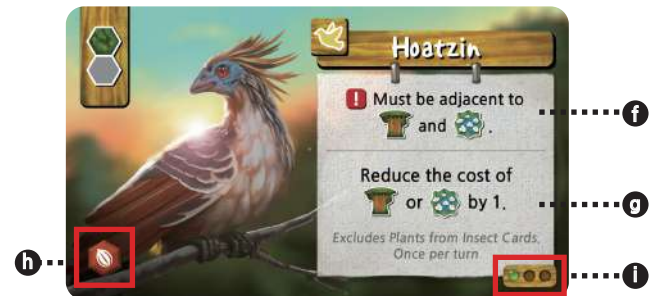 Hoatzin
! Must be adjacent to
and .
f
Reduce the cost of
or by 1.
g
Excludes Plants from Insect Cards.
Once per turn
h
i